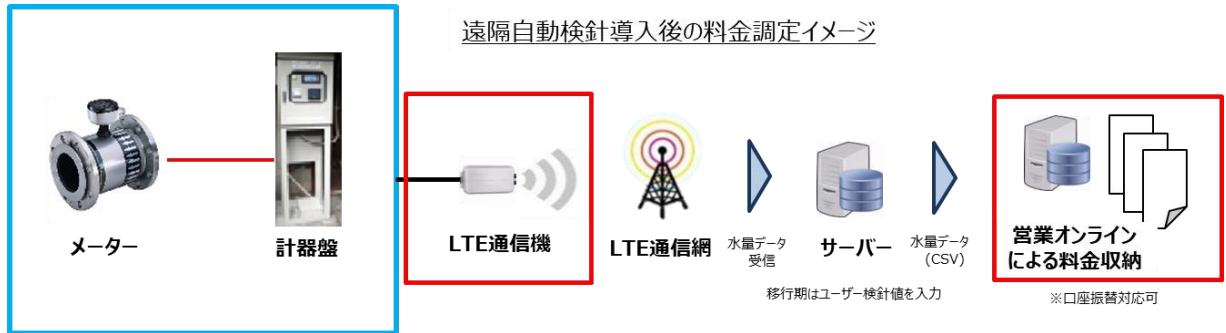 遠隔自動検針導入後の料金調定イメージ
メーター
計器盤
LTE通信機
LTE通信網
水量データ
受信
サーバー
水量データ
(CSV)
営業オンライン
による料金収納
移行期はユーザー検針値を入力
※口座振替対応可